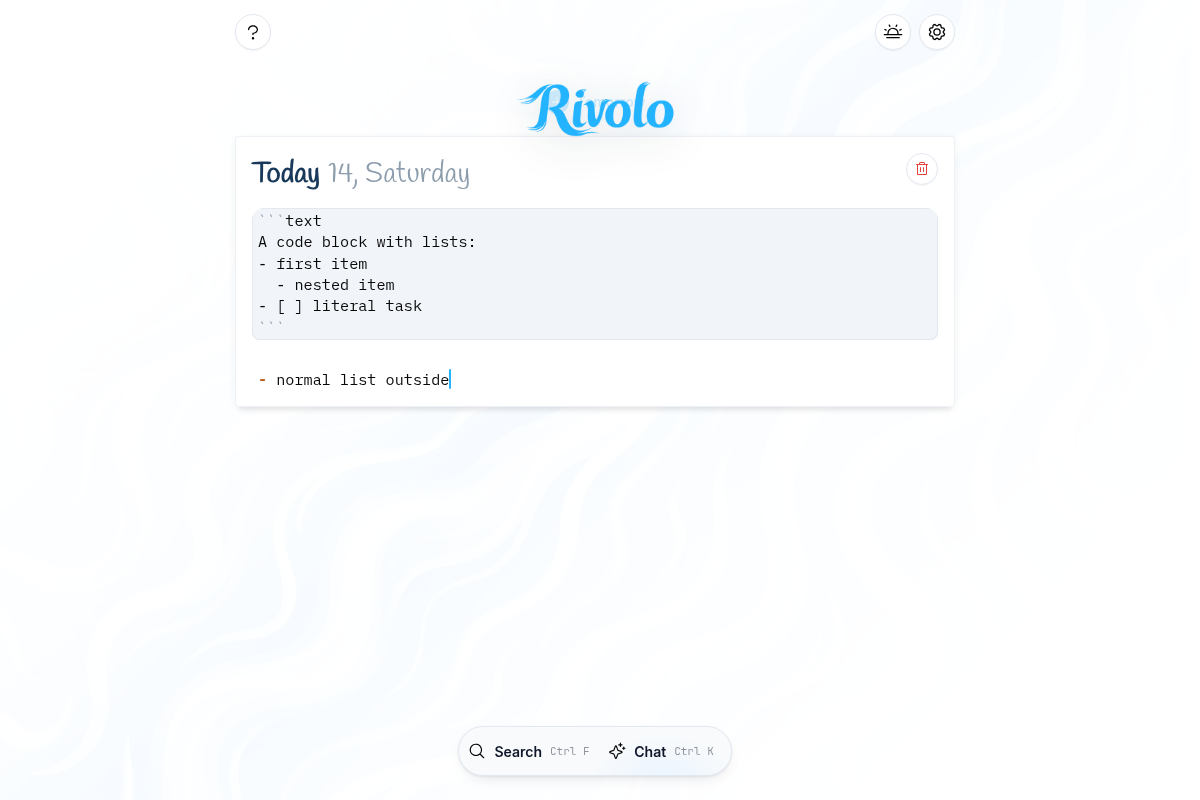 ?
Rivolo
Today 14, Saturday
```text
A code block with lists:
- first item
  - nested item
- [ ] literal task
```
- normal list outside
Search Ctrl F Chat Ctrl K